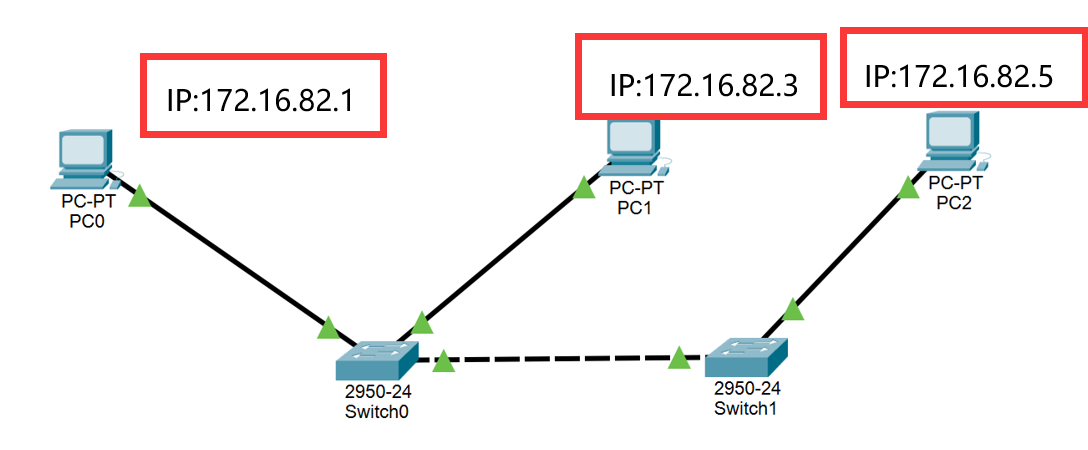 IP:172.16.82.1
IP:172.16.82.3
IP:172.16.82.5
PC-PT
PC0
PC-PT
PC1
PC-PT
PC2
2950-24
Switch0
2950-24
Switch1